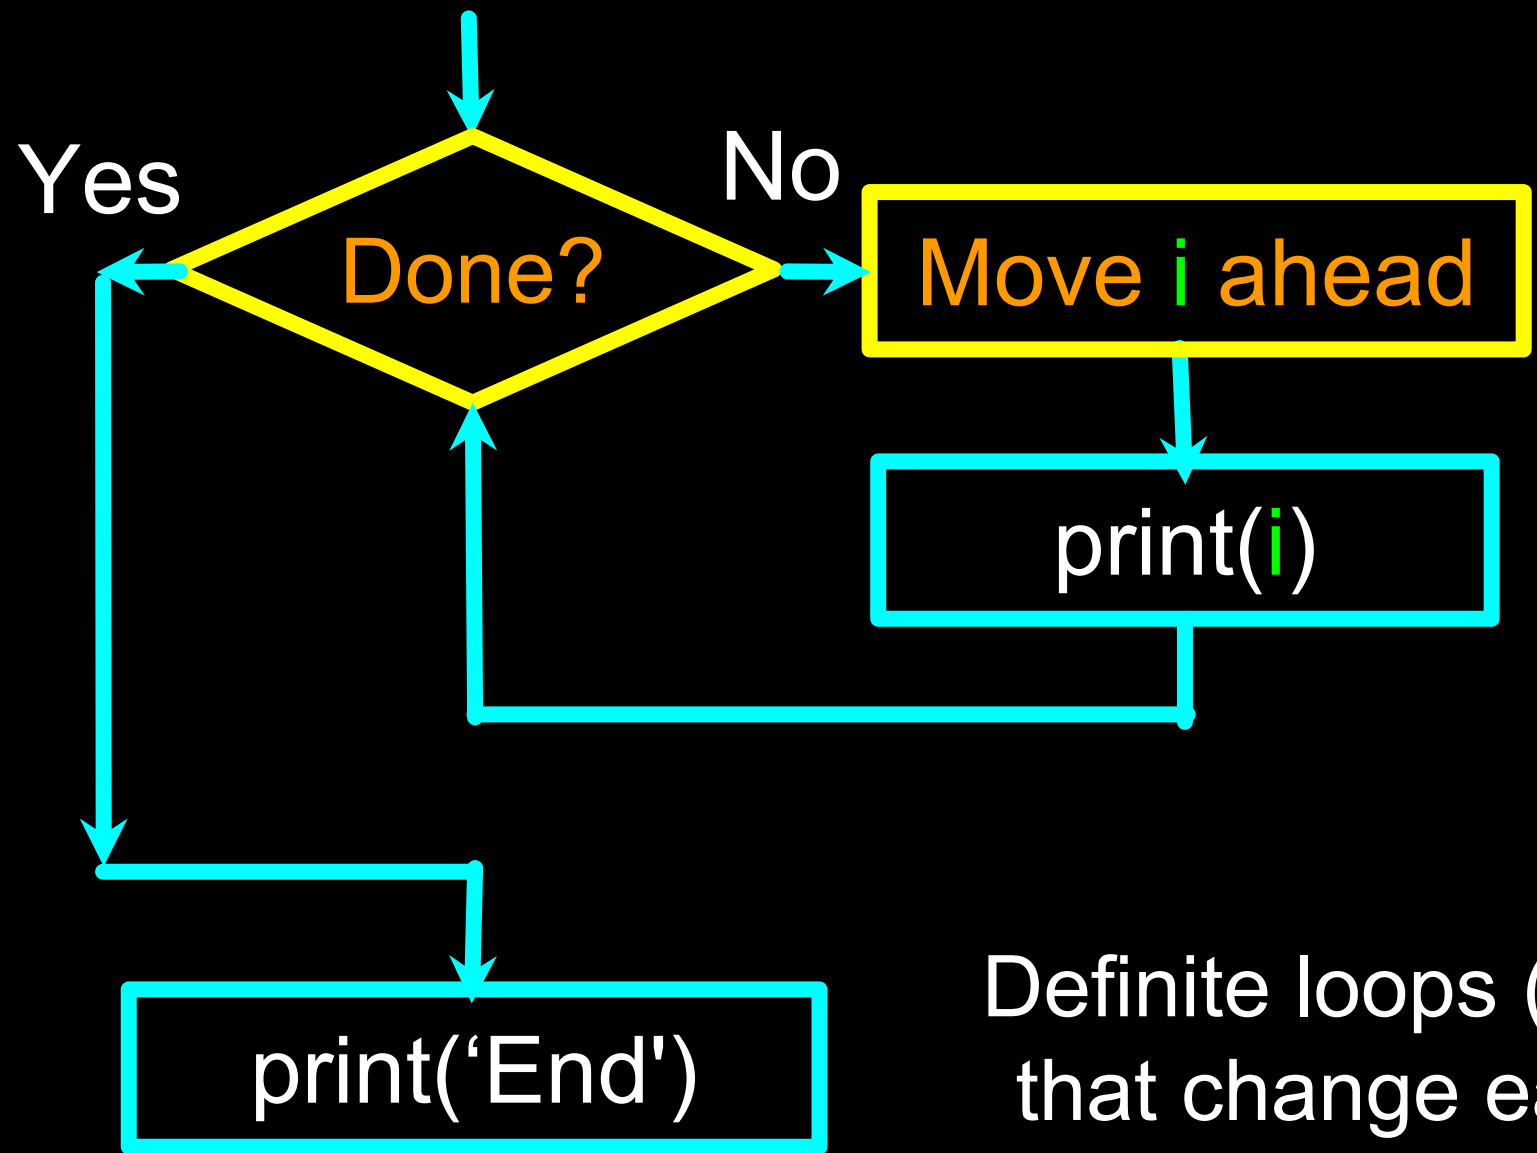 Yes
No
Done?
Move i ahead
print(i)
print(‘End')
Definite loops (
that change